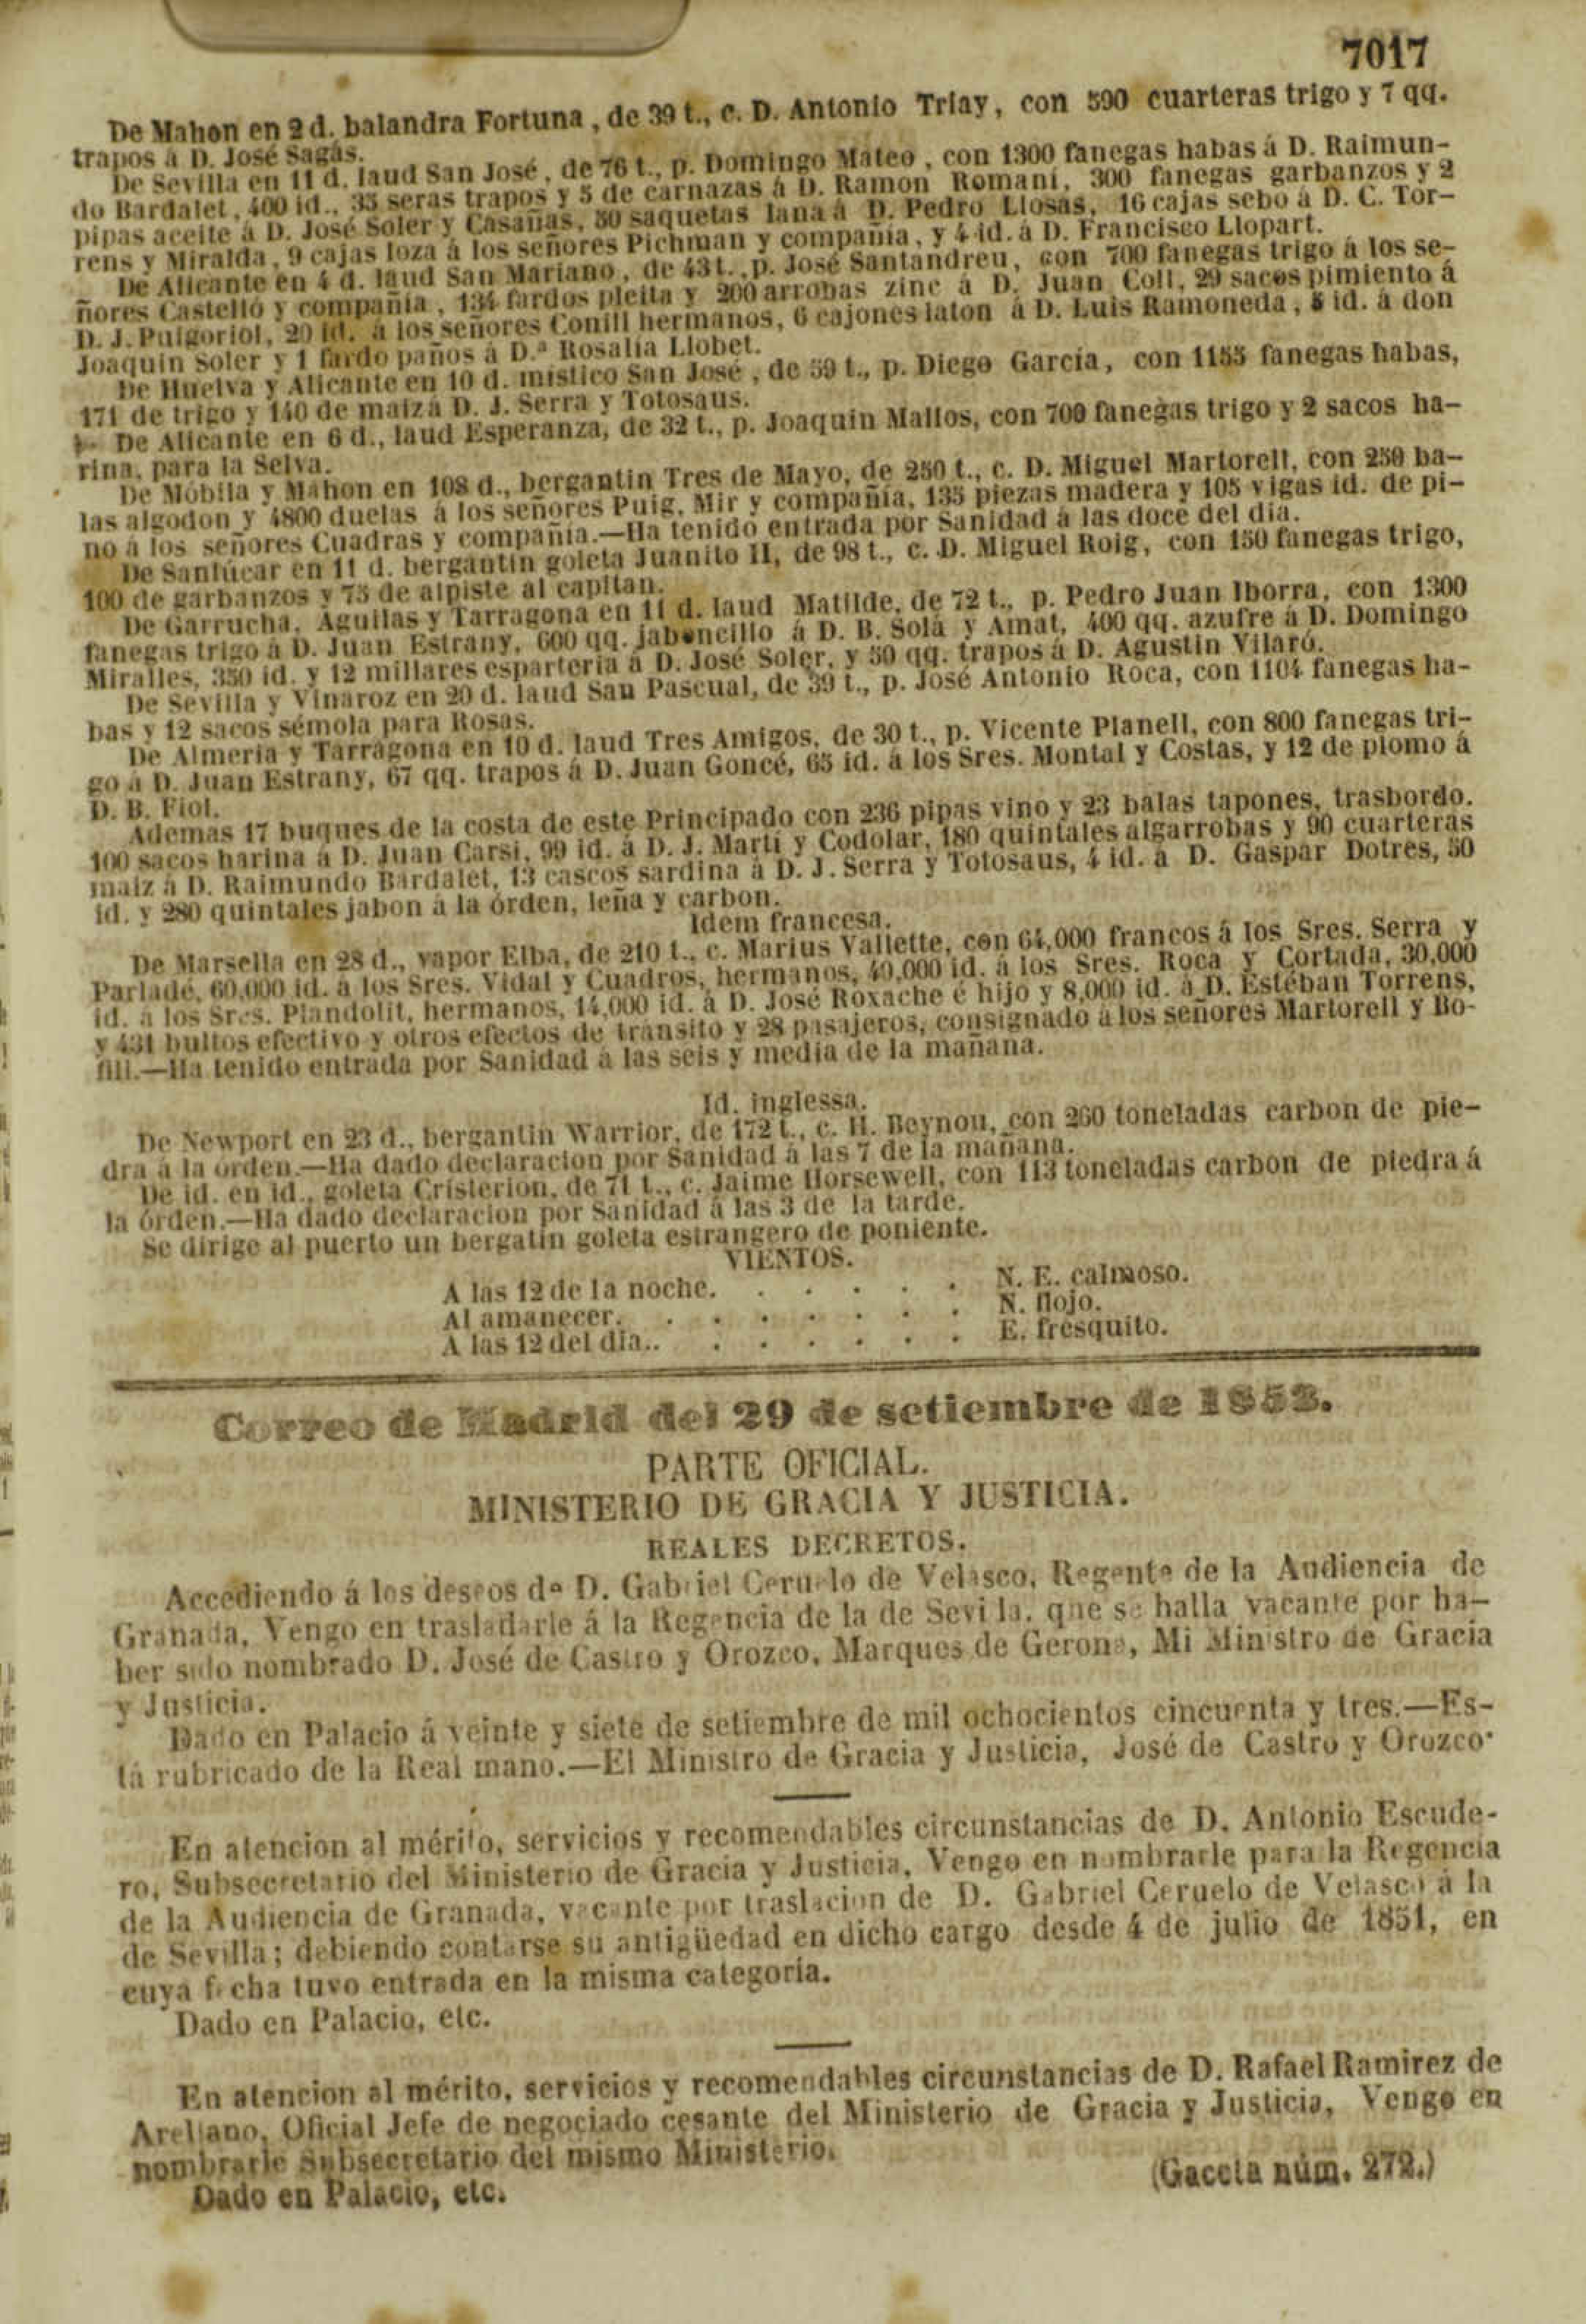 7017
De Mahon en 2 d. balandra Fortuna, de 39 t., c. D. Antonio Triay, con 590 cuarteras trigo y 7 qq.
trapos á D. José Sagás.
De Sevilla en 11 d. laud San José, de 76 t., p. Domingo Mateo, con 1300 fanegas habas á D. Raimun-
do Bardalet, 400 id., 35 seras trapos y 5 de carnazas á D. Ramon Romaní, 300 fanegas garbanzos y 2
pipas aceite á D. José Soler y Casañas, 50 saquetas lana á D. Pedro Llosas, 16 cajas sebo á D. C. Tor-
rens y Miralda, 9 cajas loza á los señores Pichman y compañía, y 4 id. á D. Francisco Llopart.
De Alicante en 4 d. laud San Mariano, de 43 t., p. José Santandreu, con 700 fanegas trigo á los se-
ñores Castelló y compañía, 134 fardos pleita y 200 arrobas zinc á D. Juan Coll, 29 sacos pimiento á
D. J. Puigoriol, 20 id. á los señores Conill hermanos, 6 cajones laton á D. Luis Ramoneda, 8 id. á don
Joaquin Soler y 1 fardo paños á D.ª Rosalia Llobet.
De Huelva y Alicante en 10 d. místico San José, de 59 t., p. Diego García, con 1155 fanegas habas,
171 de trigo y 140 de maiz á D. J. Serra y Totosaus.
De Alicante en 6 d., laud Esperanza, de 32 t., p. Joaquin Mallos, con 700 fanegas trigo y 2 sacos ha-
rina, para la Selva.
De Mobila y Mahon en 108 d., bergantin Tres de Mayo, de 250 t., c. D. Miguel Martorell, con 250 ba-
las algodon y 4800 duelas á los señores Puig, Mir y compañía, 135 piezas madera y 105 vigas id. de pi-
no á los señores Cuadras y compañía.—Ha tenido entrada por Sanidad á las doce del dia.
De Sanlúcar en 11 d. bergantin goleta Juanito II, de 98 t., c. D. Miguel Roig, con 150 fanegas trigo,
100 de garbanzos y 75 de alpiste al capitan.
De Garrucha, Aguilas y Tarragona en 11 d. laud Matilde, de 72 t., p. Pedro Juan Iborra, con 1300
fanegas trigo á D. Juan Estrany, 600 qq. jaboncillo á D. B. Solá y Amat, 400 qq. azufre á D. Domingo
Miralles, 350 id. y 12 millares esparteria á D. José Soler, y 50 qq. trapos á D. Agustin Vilaró.
De Sevilla y Vinaroz en 20 d. laud San Pascual, de 39 t., p. José Antonio Roca, con 1104 fanegas ha-
bas y 12 sacos sémola para Rosas.
De Almería y Tarragona en 10 d. laud Tres Amigos, de 30 t., p. Vicente Planell, con 800 fanegas tri-
go á D. Juan Estrany, 67 qq. trapos á D. Juan Goncé, 65 id. á los Sres. Montal y Costas, y 12 de plomo á
D. B. Fiol.
Ademas 17 buques de la costa de este Principado con 236 pipas vino y 23 balas tapones, trasbordo.
100 sacos harina á D. Juan Carsi, 99 id. á D. J. Martí y Codolar, 180 quintales algarrobas y 90 cuarteras
maiz á D. Raimundo Bardalet, 13 cascos sardina á D. J. Serra y Totosaus, 4 id. á D. Gaspar Dotres, 50
id. y 280 quintales jabon á la órden, leña y carbon.
Idem francesa.
De Marsella en 28 d., vapor Elba, de 210 t., c. Marius Vallette, con 64,000 francos á los Sres. Serra y
Parladé, 60,000 id. á los Sres. Vidal y Cuadros, hermanos, 40,000 id. á los Sres. Roca y Cortada, 30,000
id. á los Sres. Plandolit, hermanos, 14,000 id. á D. José Roxache é hijo y 8,000 id. á D. Estéban Torrens,
y 431 bultos efectivo y otros efectos de tránsito y 28 pasajeros, consignado á los señores Martorell y Bo-
fill.—Ha tenido entrada por Sanidad á las seis y media de la mañana.
Id. inglessa.
De Newport en 23 d., bergantin Warrior, de 172 t., c. H. Beynon, con 260 toneladas carbon de pie-
dra á la órden.—Ha dado declaracion por Sanidad á las 7 de la mañana.
De id. en id., goleta Cristerion, de 71 t., c. Jaime Horsewell, con 113 toneladas carbon de piedra á
la órden.—Ha dado declaracion por Sanidad á las 3 de la tarde.
Se dirige al puerto un bergatin goleta estrangero de poniente.
VIENTOS.
A las 12 de la noche. . . . . . N. E. calmoso.
Al amanecer. . . . . . . . N. flojo.
A las 12 del dia.. . . . . . . E. fresquito.
Correo de Madrid del 29 de setiembre de 1853.
PARTE OFICIAL.
MINISTERIO DE GRACIA Y JUSTICIA.
REALES DECRETOS.
Accediendo á los deseos de D. Gabriel Ceruelo de Velasco, Regente de la Audiencia de
Granada, Vengo en trasladarle á la Regencia de la de Sevilla, que se halla vacante por ha-
ber sido nombrado D. José de Castro y Orozco, Marques de Gerona, Mi Ministro de Gracia
y Justicia.
Dado en Palacio á veinte y siete de setiembre de mil ochocientos cincuenta y tres.—Es-
tá rubricado de la Real mano.—El Ministro de Gracia y Justicia, José de Castro y Orozco.
En atencion al mérito, servicios y recomendables circunstancias de D. Antonio Escude-
ro, Subsecretario del Ministerio de Gracia y Justicia, Vengo en nombrarle para la Regencia
de la Audiencia de Granada, vacante por traslacion de D. Gabriel Ceruelo de Velasco á la
de Sevilla; debiendo contarse su antigüedad en dicho cargo desde 4 de julio de 1851, en
cuya fecha tuvo entrada en la misma categoria.
Dado en Palacio, etc.
En atencion al mérito, servicios y recomendables circunstancias de D. Rafael Ramirez de
Arellano, Oficial Jefe de negociado cesante del Ministerio de Gracia y Justicia, Vengo en
nombrarle Subsecretario del mismo Ministerio.
Dado en Palacio, etc.
(Gaceta núm. 272.)